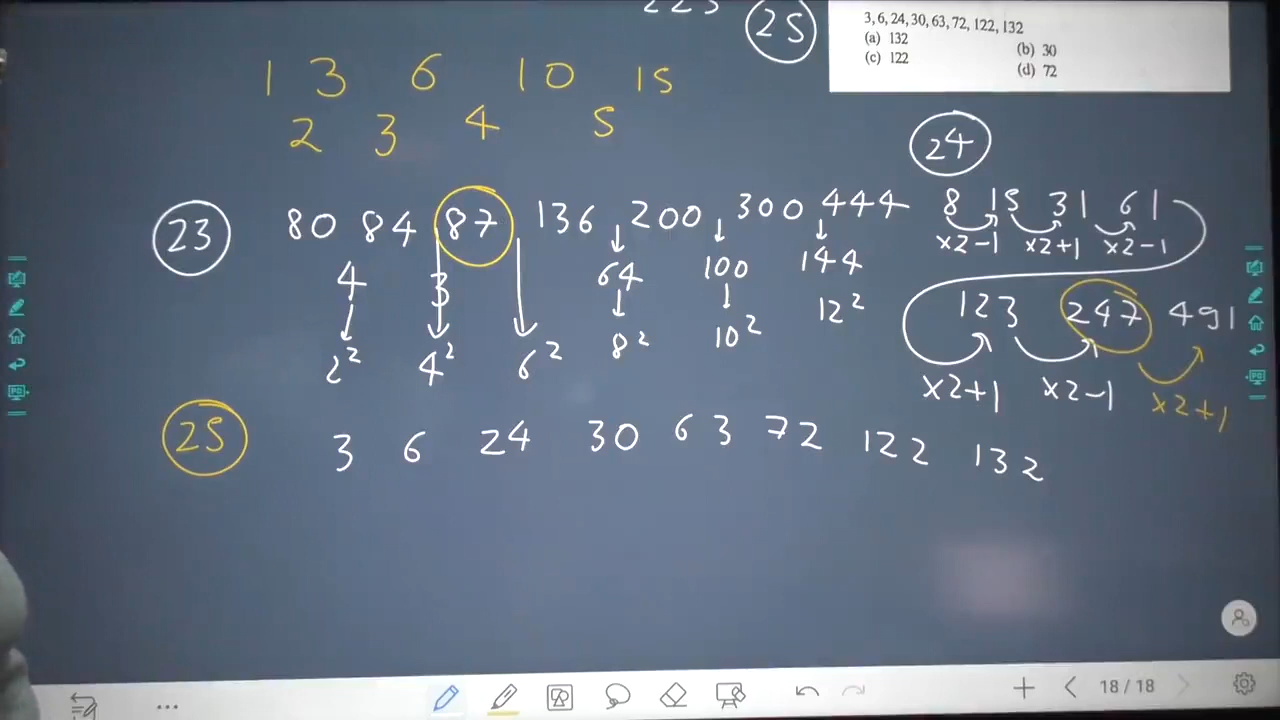 225
25
3, 6, 24, 30, 63, 72, 122, 132
(a) 132 (b) 30
(c) 122 (d) 72
1 3 6 10 15
2 3 4 5
24
8 15 31 61
×2-1 ×2+1 ×2-1
123 247 491
×2+1 ×2-1 ×2+1
23
80 84 87 136 200 300 444
4 3 64 100 144
2² 4² 6² 8² 10² 12²
25
3 6 24 30 63 72 122 132
18 / 18